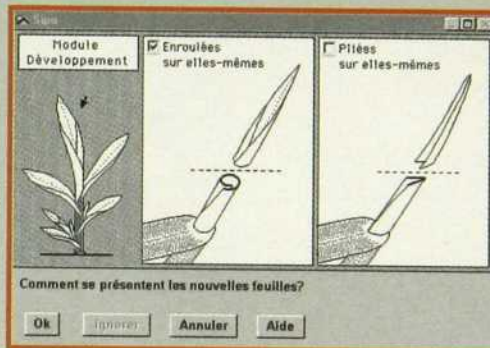 Module
Développement
Enroulées
sur elles-mêmes
Pliées
sur elles-mêmes
Comment se présentent les nouvelles feuilles?
Ok
Ignorer
Annuler
Aide